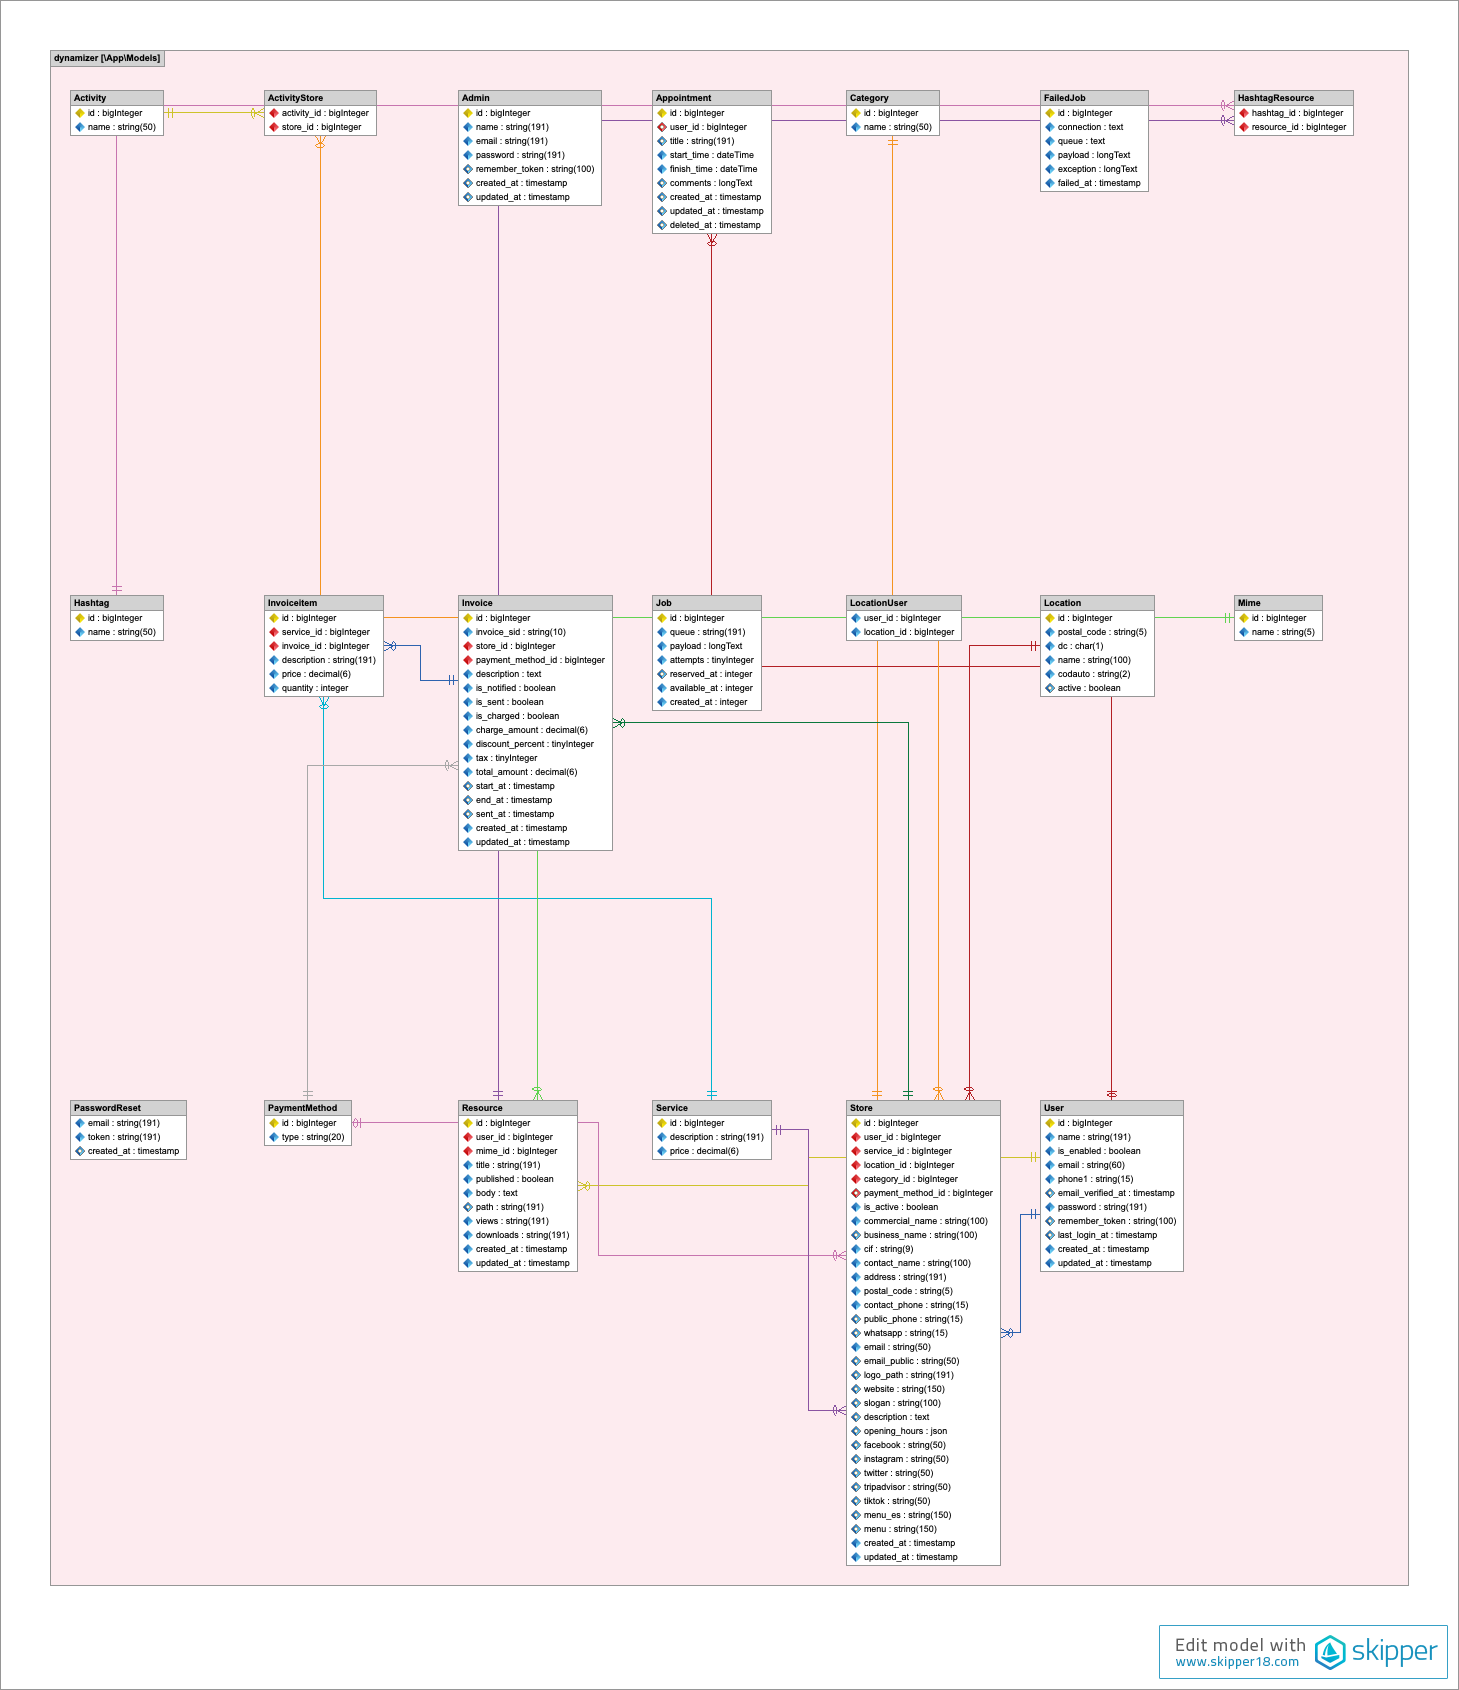 dynamizer [\App\Models]
Activity
id : bigInteger
name : string(50)
ActivityStore
activity_id : bigInteger
store_id : bigInteger
Admin
id : bigInteger
name : string(191)
email : string(191)
password : string(191)
remember_token : string(100)
created_at : timestamp
updated_at : timestamp
Appointment
id : bigInteger
user_id : bigInteger
title : string(191)
start_time : dateTime
finish_time : dateTime
comments : longText
created_at : timestamp
updated_at : timestamp
deleted_at : timestamp
Category
id : bigInteger
name : string(50)
FailedJob
id : bigInteger
connection : text
queue : text
payload : longText
exception : longText
failed_at : timestamp
HashtagResource
hashtag_id : bigInteger
resource_id : bigInteger
Hashtag
id : bigInteger
name : string(50)
InvoiceItem
id : bigInteger
service_id : bigInteger
invoice_id : bigInteger
description : string(191)
price : decimal(6)
quantity : integer
Invoice
id : bigInteger
invoice_sid : string(10)
store_id : bigInteger
payment_method_id : bigInteger
description : text
is_notified : boolean
is_sent : boolean
is_charged : boolean
charge_amount : decimal(6)
discount_percent : tinyInteger
tax : tinyInteger
total_amount : decimal(6)
start_at : timestamp
end_at : timestamp
sent_at : timestamp
created_at : timestamp
updated_at : timestamp
Job
id : bigInteger
queue : string(191)
payload : longText
attempts : tinyInteger
reserved_at : integer
available_at : integer
created_at : integer
LocationUser
user_id : bigInteger
location_id : bigInteger
Location
id : bigInteger
postal_code : string(5)
dc : char(1)
name : string(100)
codauto : string(2)
active : boolean
Mime
id : bigInteger
name : string(5)
PasswordReset
email : string(191)
token : string(191)
created_at : timestamp
PaymentMethod
id : bigInteger
type : string(20)
Resource
id : bigInteger
user_id : bigInteger
mime_id : bigInteger
title : string(191)
published : boolean
body : text
path : string(191)
views : string(191)
downloads : string(191)
created_at : timestamp
updated_at : timestamp
Service
id : bigInteger
description : string(191)
price : decimal(6)
Store
id : bigInteger
user_id : bigInteger
service_id : bigInteger
location_id : bigInteger
category_id : bigInteger
payment_method_id : bigInteger
is_active : boolean
commercial_name : string(100)
business_name : string(100)
cif : string(9)
contact_name : string(100)
address : string(191)
postal_code : string(5)
contact_phone : string(15)
public_phone : string(15)
whatsapp : string(15)
email : string(50)
email_public : string(50)
logo_path : string(191)
website : string(150)
slogan : string(100)
description : text
opening_hours : json
facebook : string(50)
instagram : string(50)
twitter : string(50)
tripadvisor : string(50)
tiktok : string(50)
menu_es : string(150)
menu : string(150)
created_at : timestamp
updated_at : timestamp
User
id : bigInteger
name : string(191)
is_enabled : boolean
email : string(60)
phone1 : string(15)
email_verified_at : timestamp
password : string(191)
remember_token : string(100)
last_login_at : timestamp
created_at : timestamp
updated_at : timestamp
Edit model with
www.skipper18.com
skipper